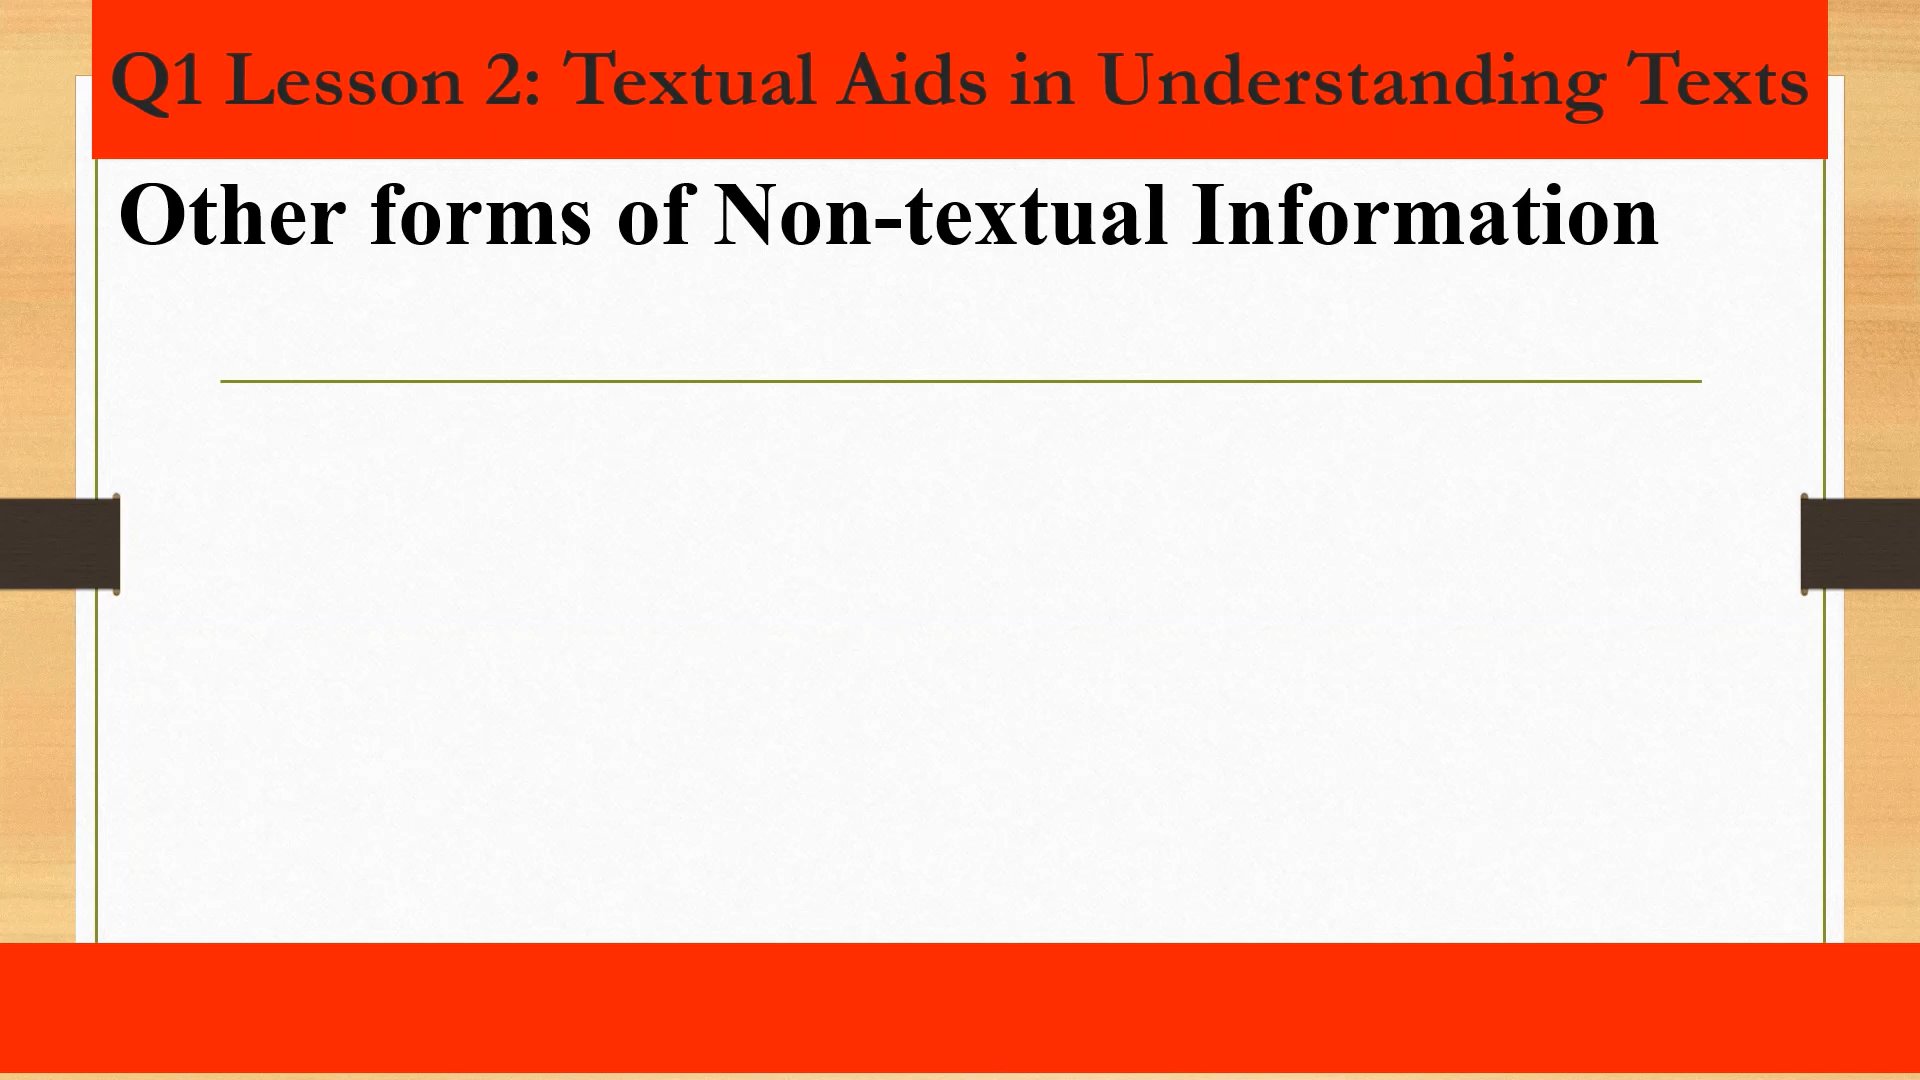 Q1 Lesson 2: Textual Aids in Understanding Texts
Other forms of Non-textual Information